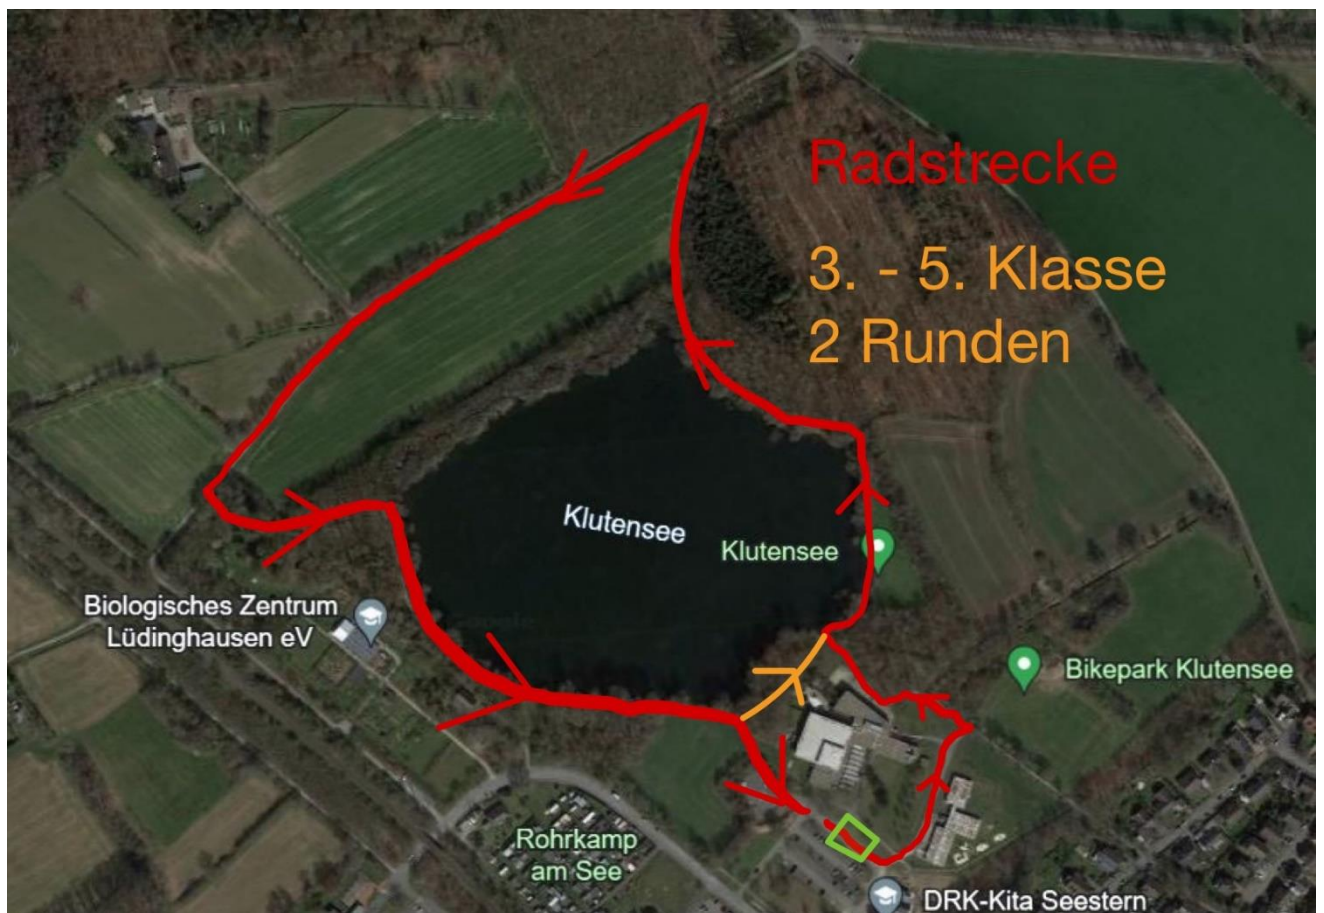 Radstrecke
3. - 5. Klasse
2 Runden
Klutensee
Klutensee
Biologisches Zentrum
Lüdinghausen eV
Bikepark Klutensee
Rohrkamp
am See
DRK-Kita Seestern